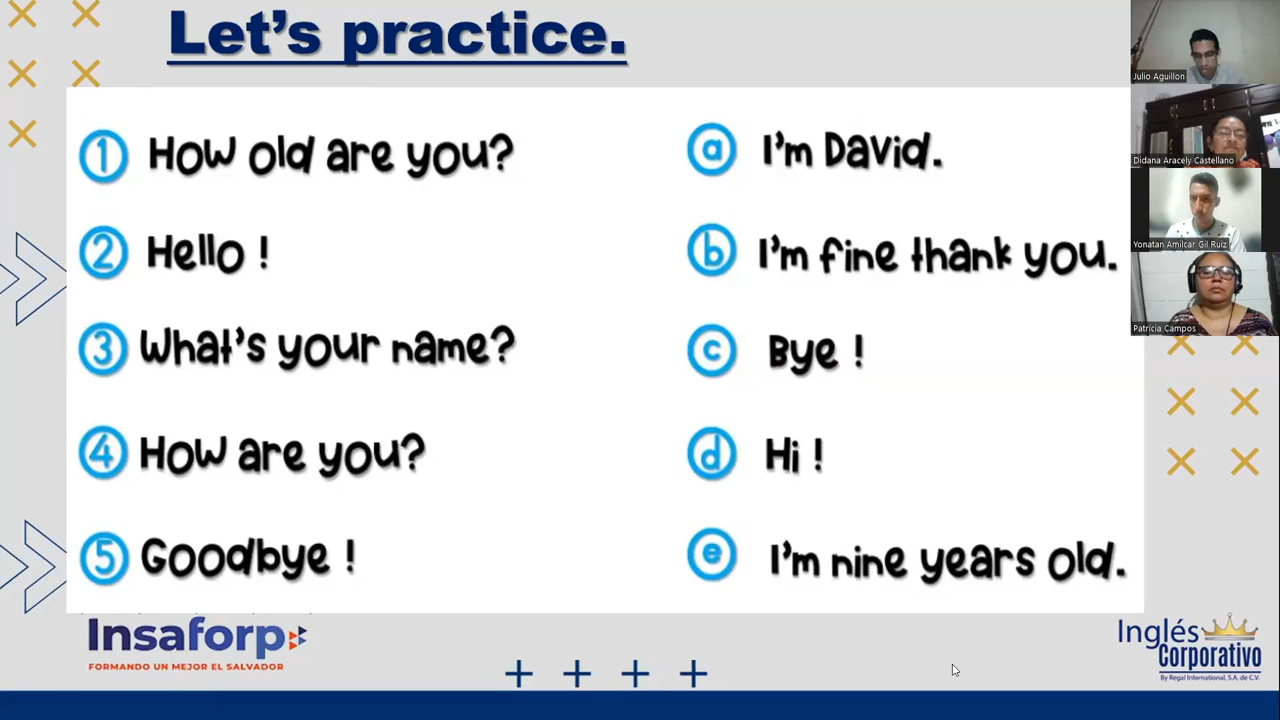 Let's practice.
1 How old are you?
2 Hello !
3 What's your name?
4 How are you?
5 Goodbye !
a I'm David.
b I'm fine thank you.
c Bye !
d Hi !
e I'm nine years old.
Julio Aguillon
Didana Aracely Castellano
Yonatan Amilcar Gil Ruiz
Patricia Campos
Insaforp
FORMANDO UN MEJOR EL SALVADOR
Inglés
Corporativo
By Regal International, S.A. de C.V.